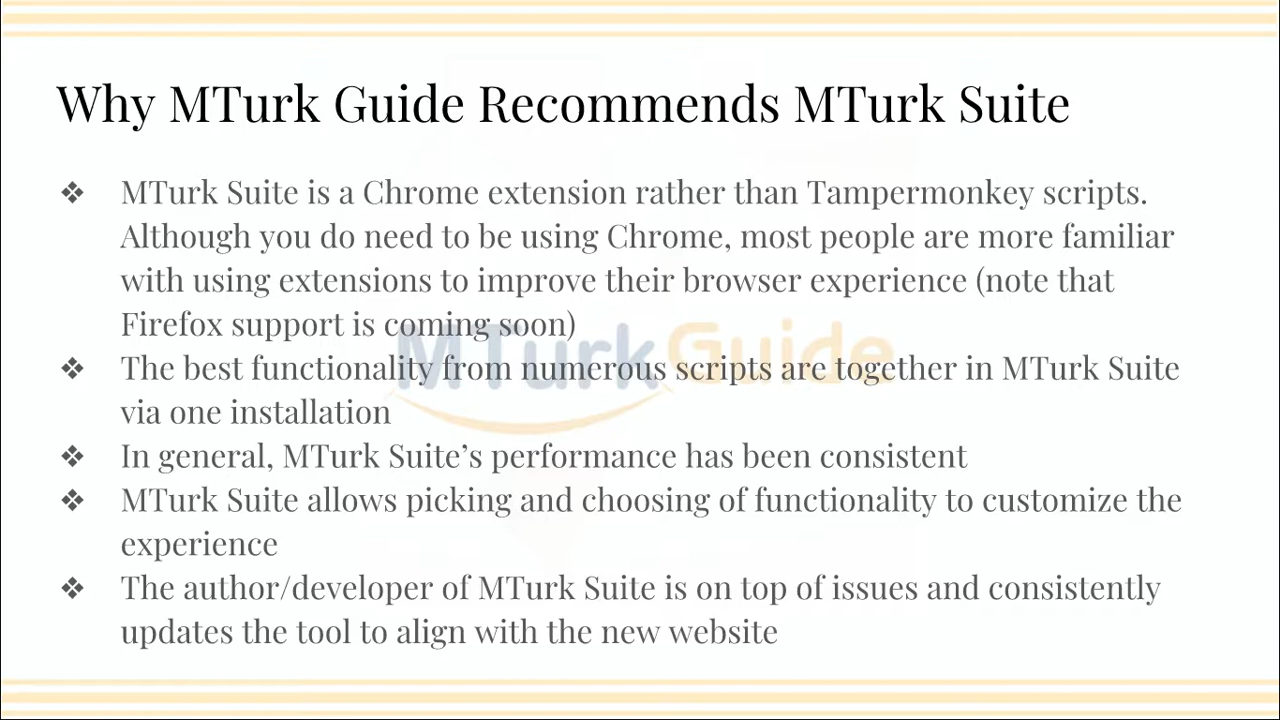 Why MTurk Guide Recommends MTurk Suite
❖ MTurk Suite is a Chrome extension rather than Tampermonkey scripts.
Although you do need to be using Chrome, most people are more familiar
with using extensions to improve their browser experience (note that
Firefox support is coming soon)
❖ The best functionality from numerous scripts are together in MTurk Suite
via one installation
❖ In general, MTurk Suite’s performance has been consistent
❖ MTurk Suite allows picking and choosing of functionality to customize the
experience
❖ The author/developer of MTurk Suite is on top of issues and consistently
updates the tool to align with the new website
MTurkGuide